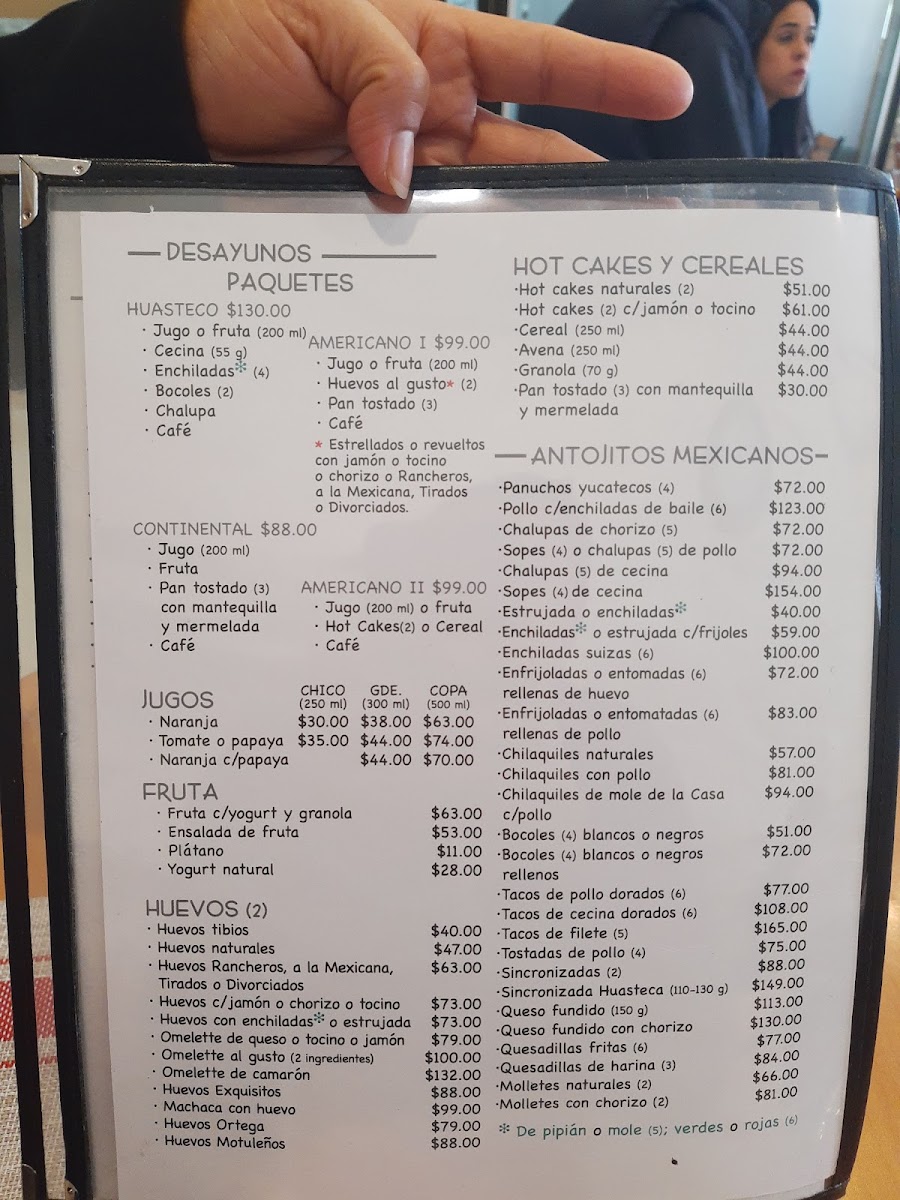 DESAYUNOS
PAQUETES
HUASTECO $130.00
· Jugo o fruta (200 ml)
· Cecina (55 g)
· Enchiladas* (4)
· Bocoles (2)
· Chalupa
· Café
AMERICANO I $99.00
· Jugo o fruta (200 ml)
· Huevos al gusto* (2)
· Pan tostado (3)
· Café
* Estrellados o revueltos
con jamón o tocino
o chorizo o Rancheros,
a la Mexicana, Tirados
o Divorciados.
CONTINENTAL $88.00
· Jugo (200 ml)
· Fruta
· Pan tostado (3)
con mantequilla
y mermelada
· Café
AMERICANO II $99.00
· Jugo (200 ml) o fruta
· Hot Cakes(2) o Cereal
· Café
JUGOS CHICO (250 ml) GDE. (300 ml) COPA (500 ml)
· Naranja $30.00 $38.00 $63.00
· Tomate o papaya $35.00 $44.00 $74.00
· Naranja c/papaya $44.00 $70.00
FRUTA
· Fruta c/yogurt y granola $63.00
· Ensalada de fruta $53.00
· Plátano $11.00
· Yogurt natural $28.00
HUEVOS (2)
· Huevos tibios $40.00
· Huevos naturales $47.00
· Huevos Rancheros, a la Mexicana, $63.00
Tirados o Divorciados
· Huevos c/jamón o chorizo o tocino $73.00
· Huevos con enchiladas* o estrujada $73.00
· Omelette de queso o tocino o jamón $79.00
· Omelette al gusto (2 ingredientes) $100.00
· Omelette de camarón $132.00
· Huevos Exquisitos $88.00
· Machaca con huevo $99.00
· Huevos Ortega $79.00
· Huevos Motuleños $88.00
HOT CAKES Y CEREALES
·Hot cakes naturales (2) $51.00
·Hot cakes (2) c/jamón o tocino $61.00
·Cereal (250 ml) $44.00
·Avena (250 ml) $44.00
·Granola (70 g) $44.00
·Pan tostado (3) con mantequilla $30.00
y mermelada
ANTOJITOS MEXICANOS
·Panuchos yucatecos (4) $72.00
·Pollo c/enchiladas de baile (6) $123.00
·Chalupas de chorizo (5) $72.00
·Sopes (4) o chalupas (5) de pollo $72.00
·Chalupas (5) de cecina $94.00
·Sopes (4) de cecina $154.00
·Estrujada o enchiladas* $40.00
·Enchiladas* o estrujada c/frijoles $59.00
·Enchiladas suizas (6) $100.00
·Enfrijoladas o entomadas (6) $72.00
rellenas de huevo
·Enfrijoladas o entomatadas (6) $83.00
rellenas de pollo
·Chilaquiles naturales $57.00
·Chilaquiles con pollo $81.00
·Chilaquiles de mole de la Casa $94.00
c/pollo
·Bocoles (4) blancos o negros $51.00
·Bocoles (4) blancos o negros $72.00
rellenos
·Tacos de pollo dorados (6) $77.00
·Tacos de cecina dorados (6) $108.00
·Tacos de filete (5) $165.00
·Tostadas de pollo (4) $75.00
·Sincronizadas (2) $88.00
·Sincronizada Huasteca (110-130 g) $149.00
·Queso fundido (150 g) $113.00
·Queso fundido con chorizo $130.00
·Quesadillas fritas (6) $77.00
·Quesadillas de harina (3) $84.00
·Molletes naturales (2) $66.00
·Molletes con chorizo (2) $81.00
* De pipián o mole (5); verdes o rojas (6)